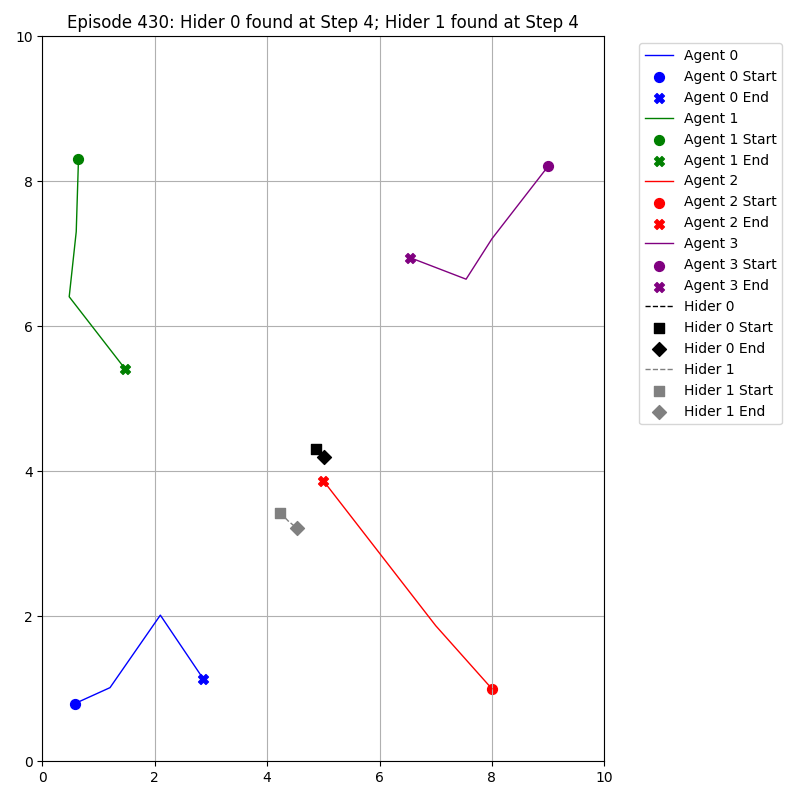 Episode 430: Hider 0 found at Step 4; Hider 1 found at Step 4
10
8
6
4
2
0
0 2 4 6 8 10
Agent 0
Agent 0 Start
Agent 0 End
Agent 1
Agent 1 Start
Agent 1 End
Agent 2
Agent 2 Start
Agent 2 End
Agent 3
Agent 3 Start
Agent 3 End
Hider 0
Hider 0 Start
Hider 0 End
Hider 1
Hider 1 Start
Hider 1 End